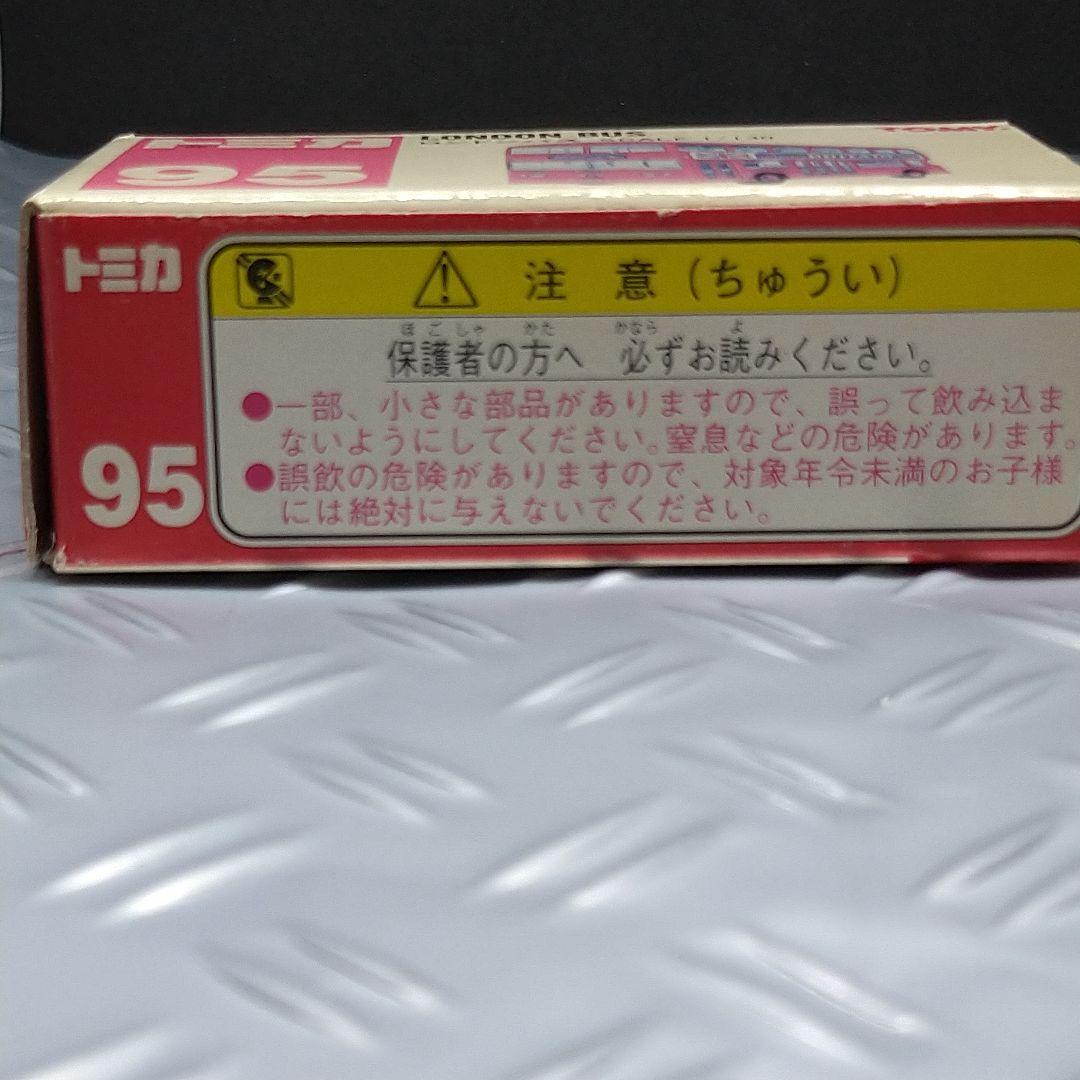 トミカ
95
LONDON BUS
TOMY
トミカ
95
注 意 (ちゅうい)
ほごしゃ かた かなら よ
保護者の方へ 必ずお読みください。
●一部、小さな部品がありますので、誤って飲み込ま
ないようにしてください。窒息などの危険があります。
●誤飲の危険がありますので、対象年令未満のお子様
には絶対に与えないでください。